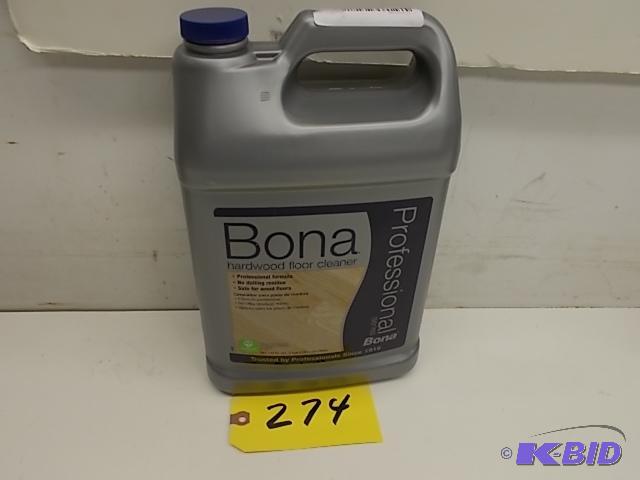 Bona
hardwood floor cleaner
• Professional formula
• No dulling residue
• Safe for wood floors
Professional
series
Bona
Trusted by Professionals Since 1919
274
© K-BID